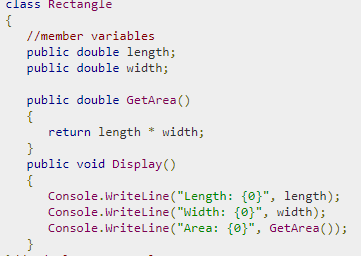 class Rectangle
{
//member variables
public double length;
public double width;
public double GetArea()
{
return length * width;
}
public void Display()
{
Console.WriteLine("Length: {0}", length);
Console.WriteLine("Width: {0}", width);
Console.WriteLine("Area: {0}", GetArea());
}